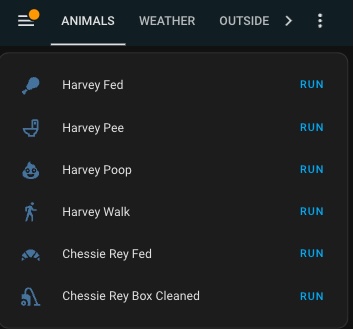 ANIMALS WEATHER OUTSIDE
Harvey Fed RUN
Harvey Pee RUN
Harvey Poop RUN
Harvey Walk RUN
Chessie Rey Fed RUN
Chessie Rey Box Cleaned RUN